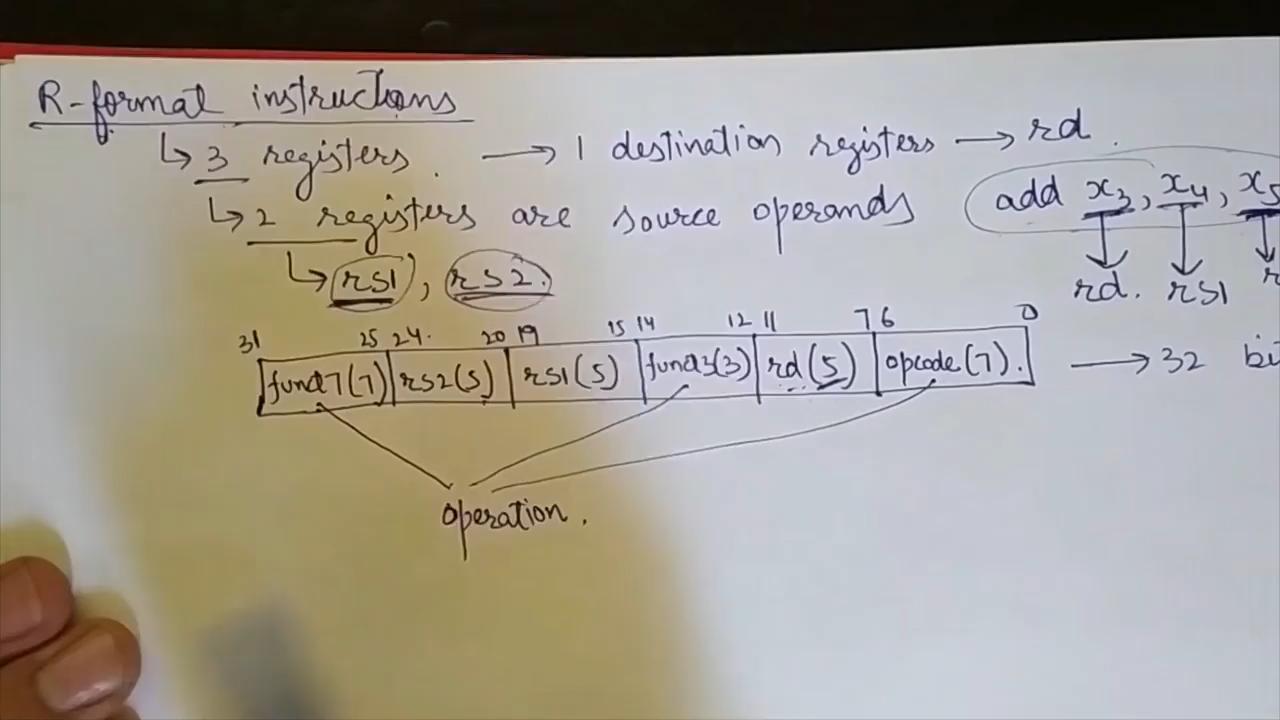 R-format instructions
↳ 3 registers. → 1 destination registers → rd.
↳ 2 registers are source operands add x3, x4, x5
↳ rs1, rs2. rd. rs1 r
31 25 24 20 19 15 14 12 11 7 6 0
funct7(7) rs2(5) rs1(5) funct3(3) rd(5) opcode(7). → 32 bi
operation.